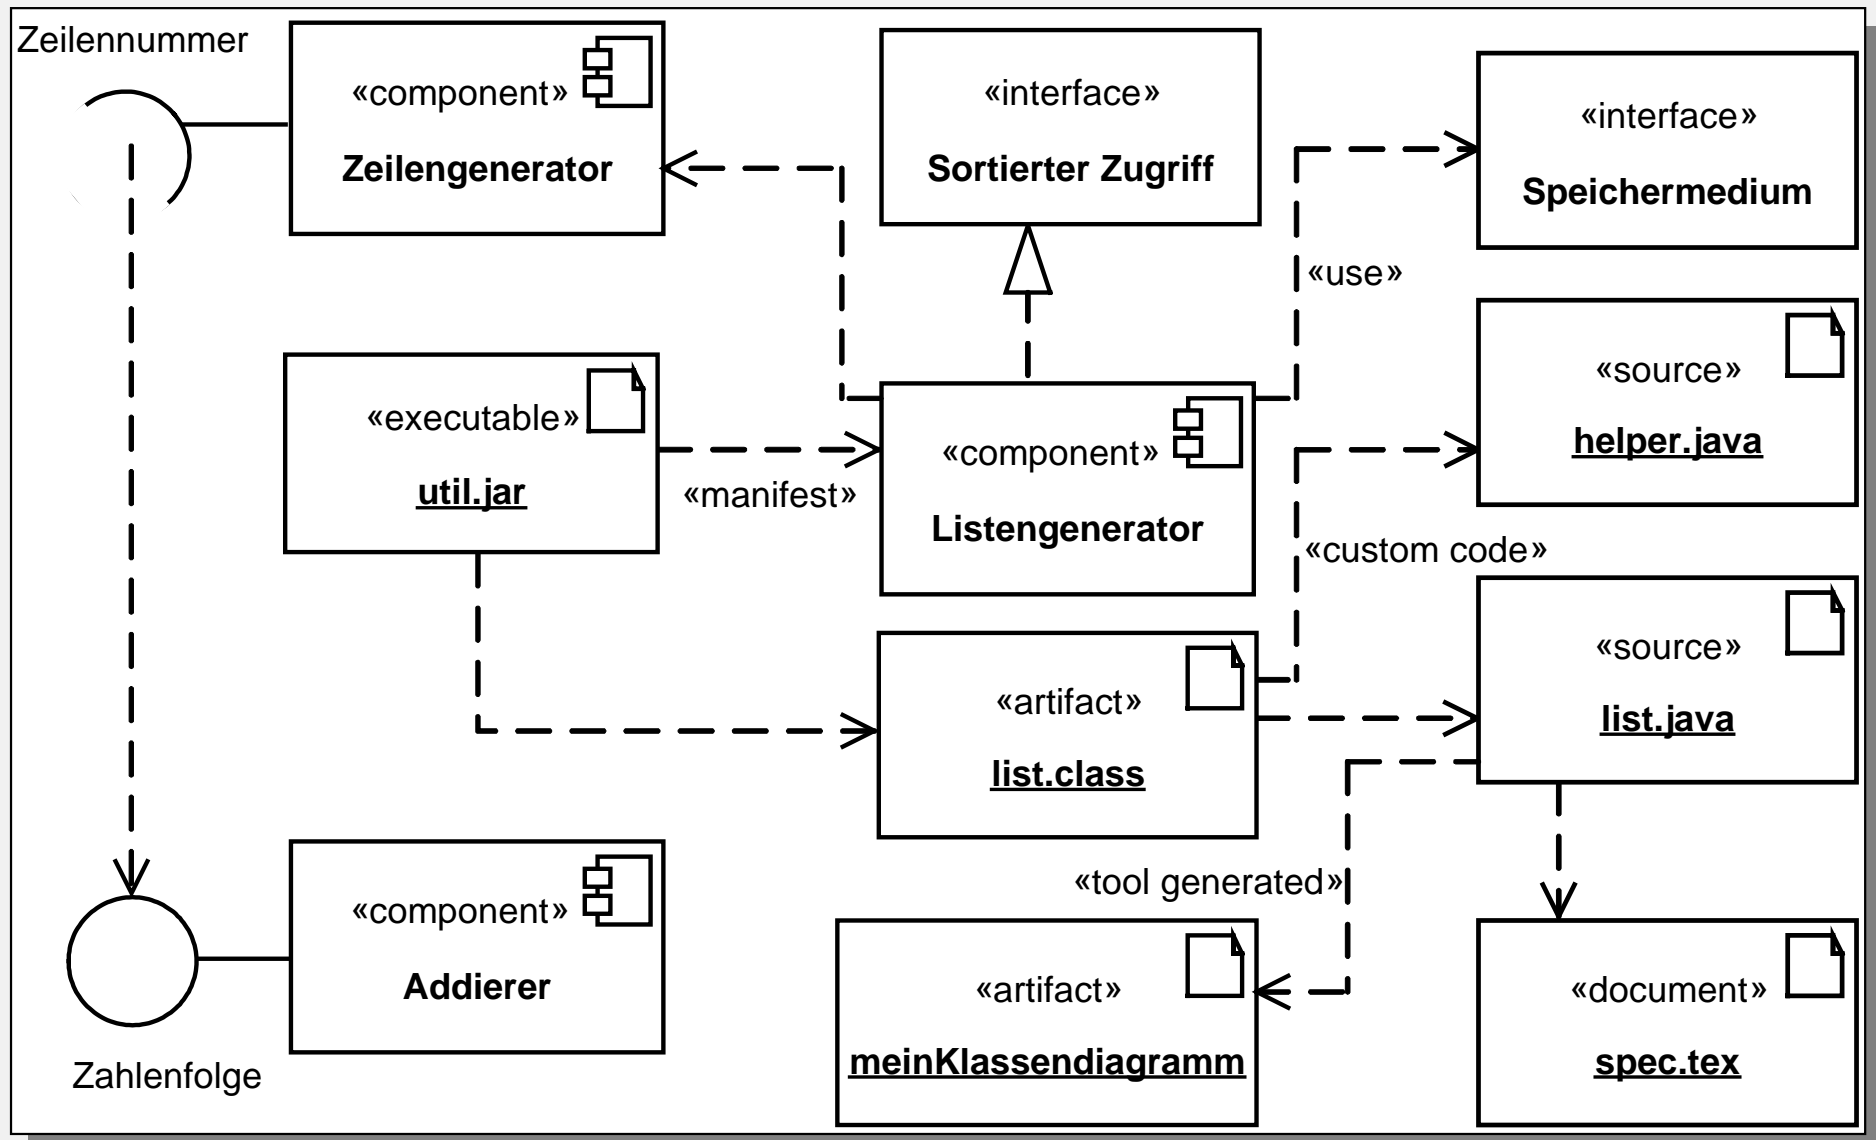 Zeilennummer
«component»
Zeilengenerator
«interface»
Sortierter Zugriff
«interface»
Speichermedium
«use»
«executable»
util.jar
«manifest»
«component»
Listengenerator
«source»
helper.java
«custom code»
«artifact»
list.class
«source»
list.java
«tool generated»
«component»
Addierer
Zahlenfolge
«artifact»
meinKlassendiagramm
«document»
spec.tex